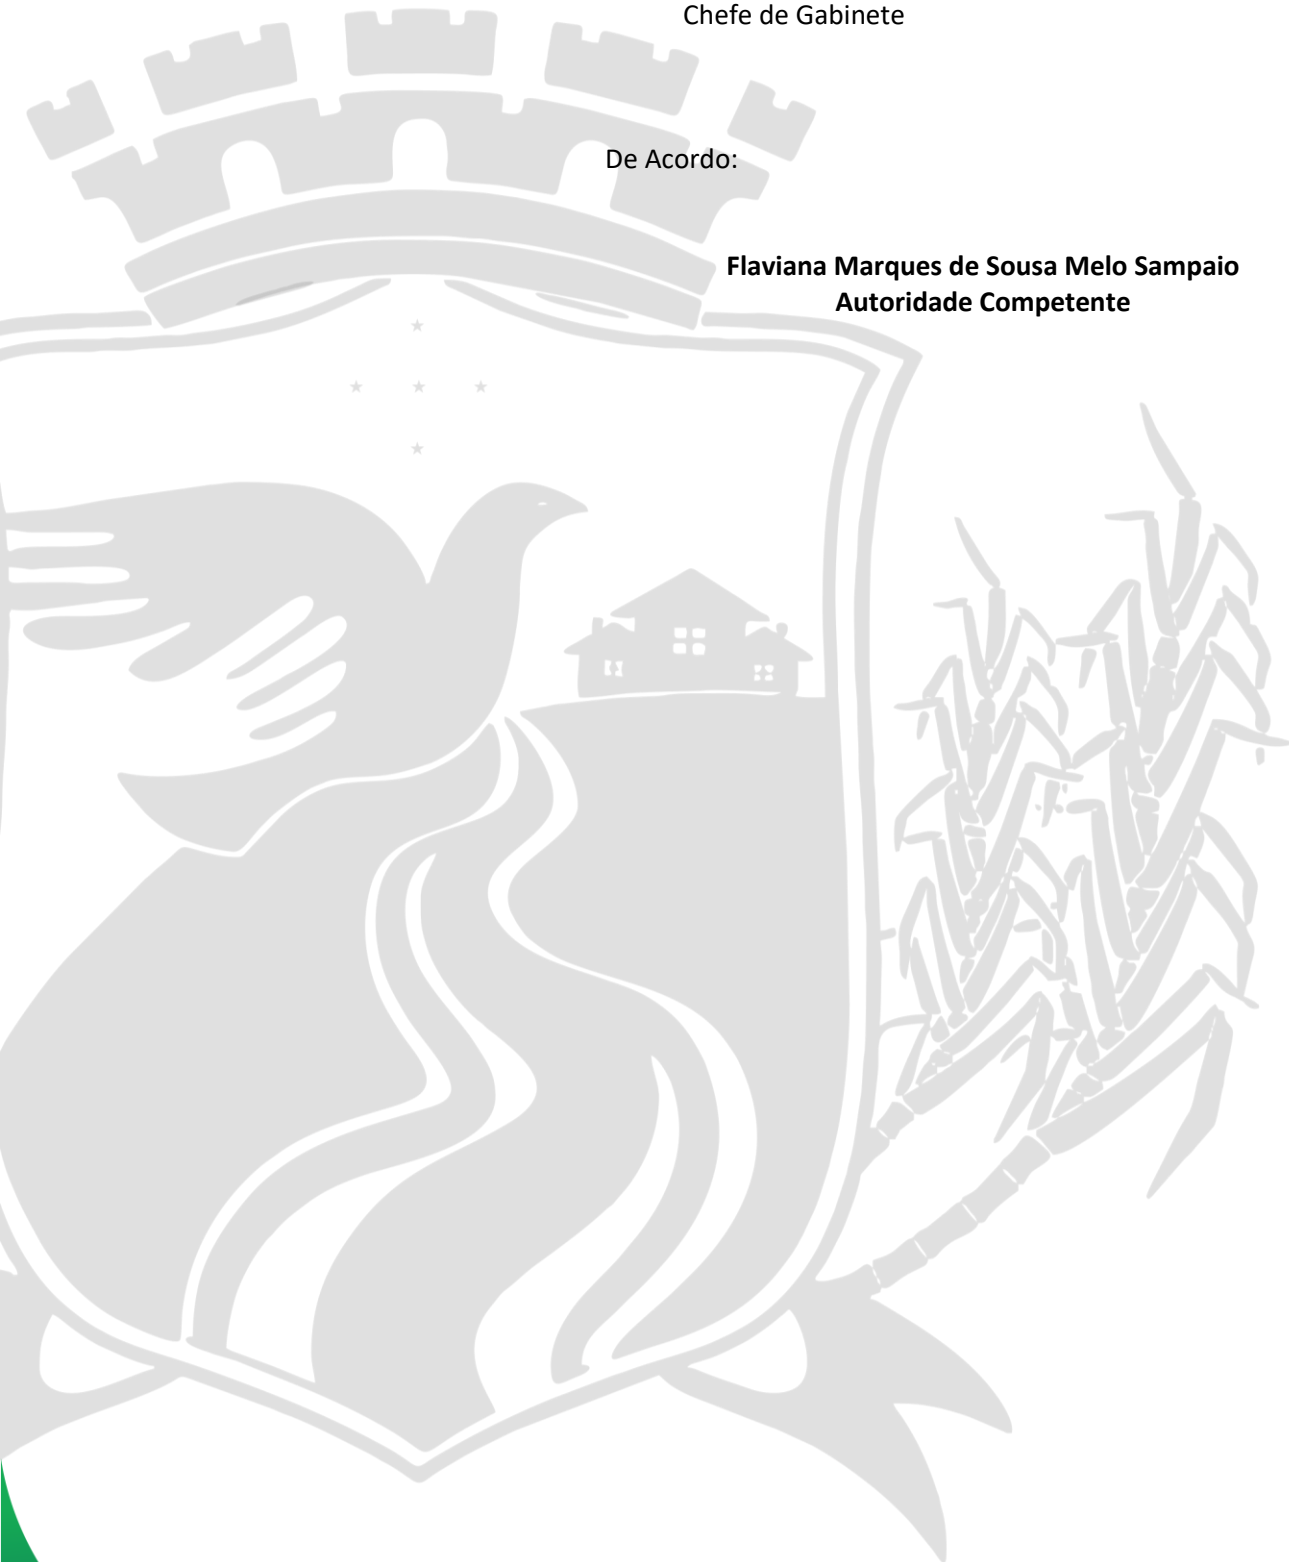 Chefe de Gabinete
De Acordo:
Flaviana Marques de Sousa Melo Sampaio
Autoridade Competente